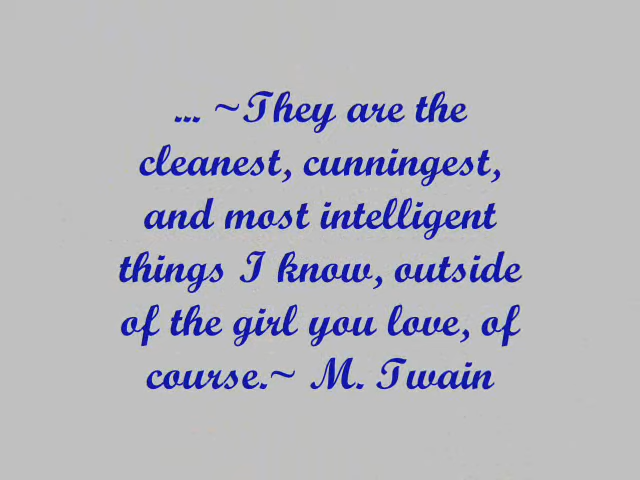 ... ~They are the
cleanest, cunningest,
and most intelligent
things I know, outside
of the girl you love, of
course.~ M. Twain